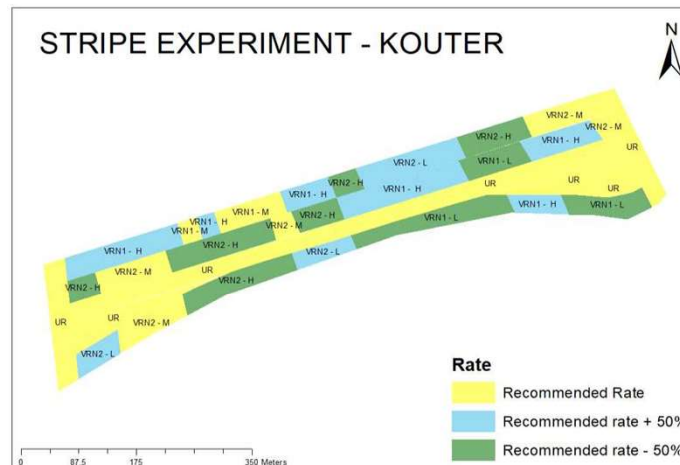 STRIPE EXPERIMENT - KOUTER
N
VRN2 - M
VRN2 - H
VRN2 - M
VRN1 - H
UR
VRN2 - L
VRN1 - L
VRN2 - H
VRN1 - H
VRN1 - H
UR
UR
UR
VRN1 - M
VRN1 - H
VRN2 - H
VRN1 - H
VRN1 - M
VRN2 - M
VRN1 - L
VRN1 - H
VRN1 - L
VRN1 - H
VRN2 - H
VRN2 - L
VRN2 - M
UR
VRN2 - H
VRN2 - H
UR
UR
VRN2 - M
VRN2 - L
Rate
Recommended Rate
Recommended rate + 50%
Recommended rate - 50%
0 87.5 175 350 Meters